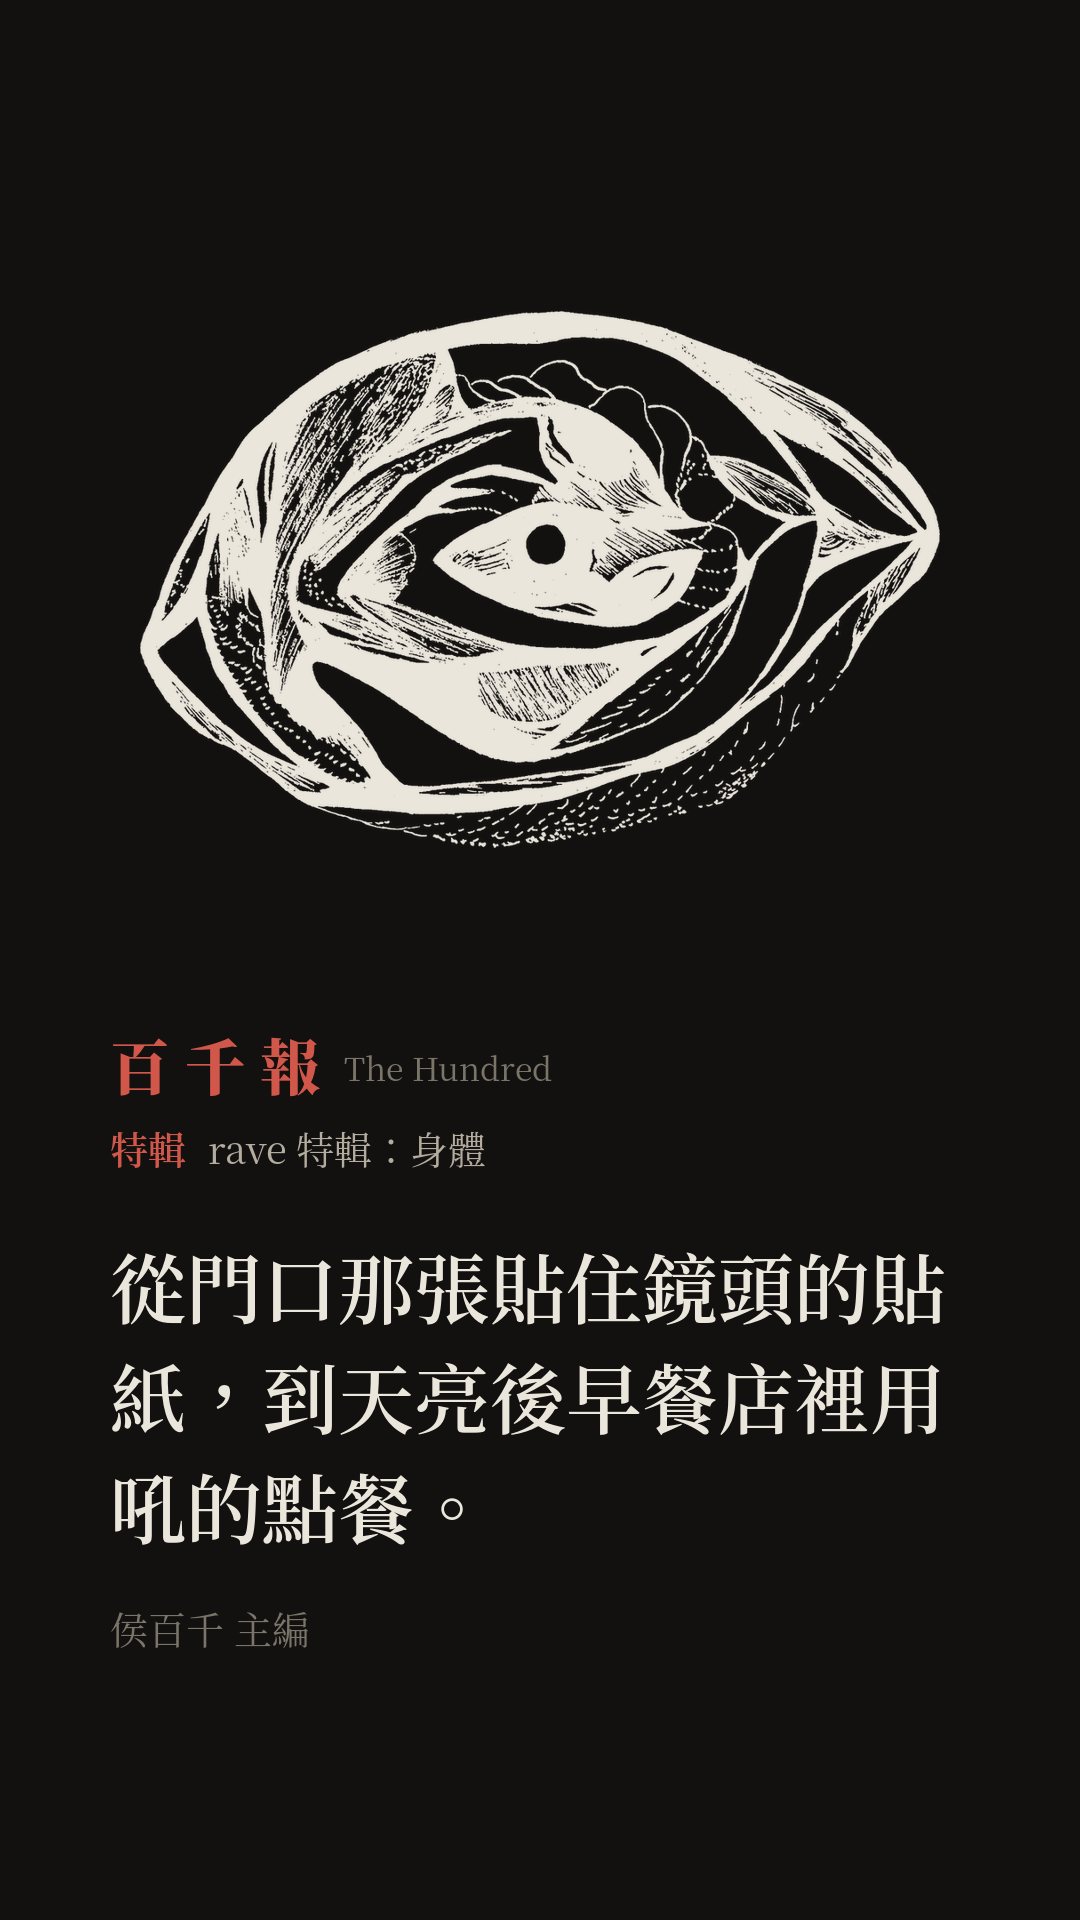 百千報 The Hundred
特輯 rave 特輯：身體
從門口那張貼住鏡頭的貼
紙，到天亮後早餐店裡用
吼的點餐。
侯百千 主編